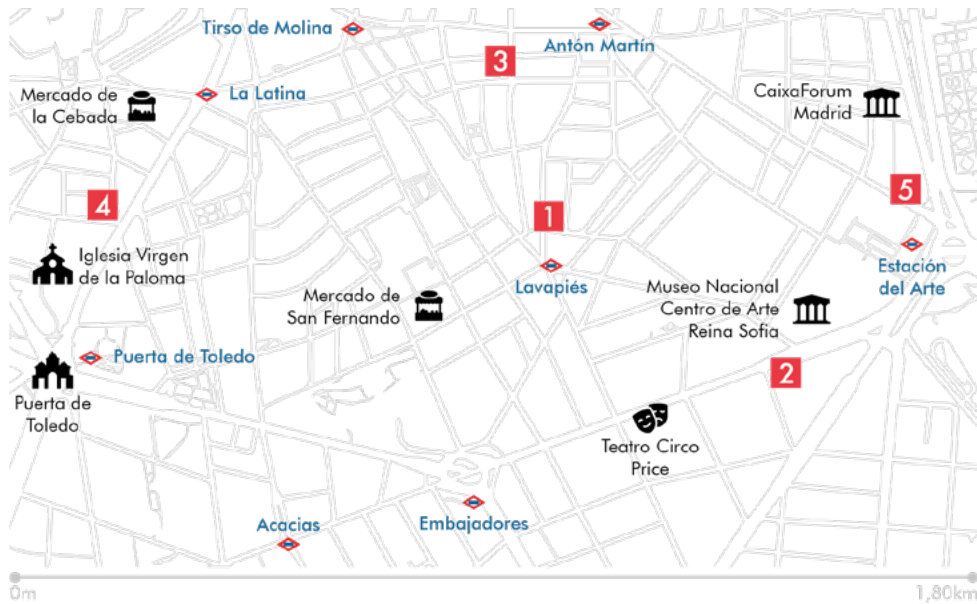 Tirso de Molina
Antón Martín
3
Mercado de
la Cebada
La Latina
CaixaForum
Madrid
4
5
1
Iglesia Virgen
de la Paloma
Lavapiés
Estación
del Arte
Mercado de
San Fernando
Museo Nacional
Centro de Arte
Reina Sofia
Puerta de Toledo
2
Puerta de
Toledo
Teatro Circo
Price
Acacias
Embajadores
0m
1,80km